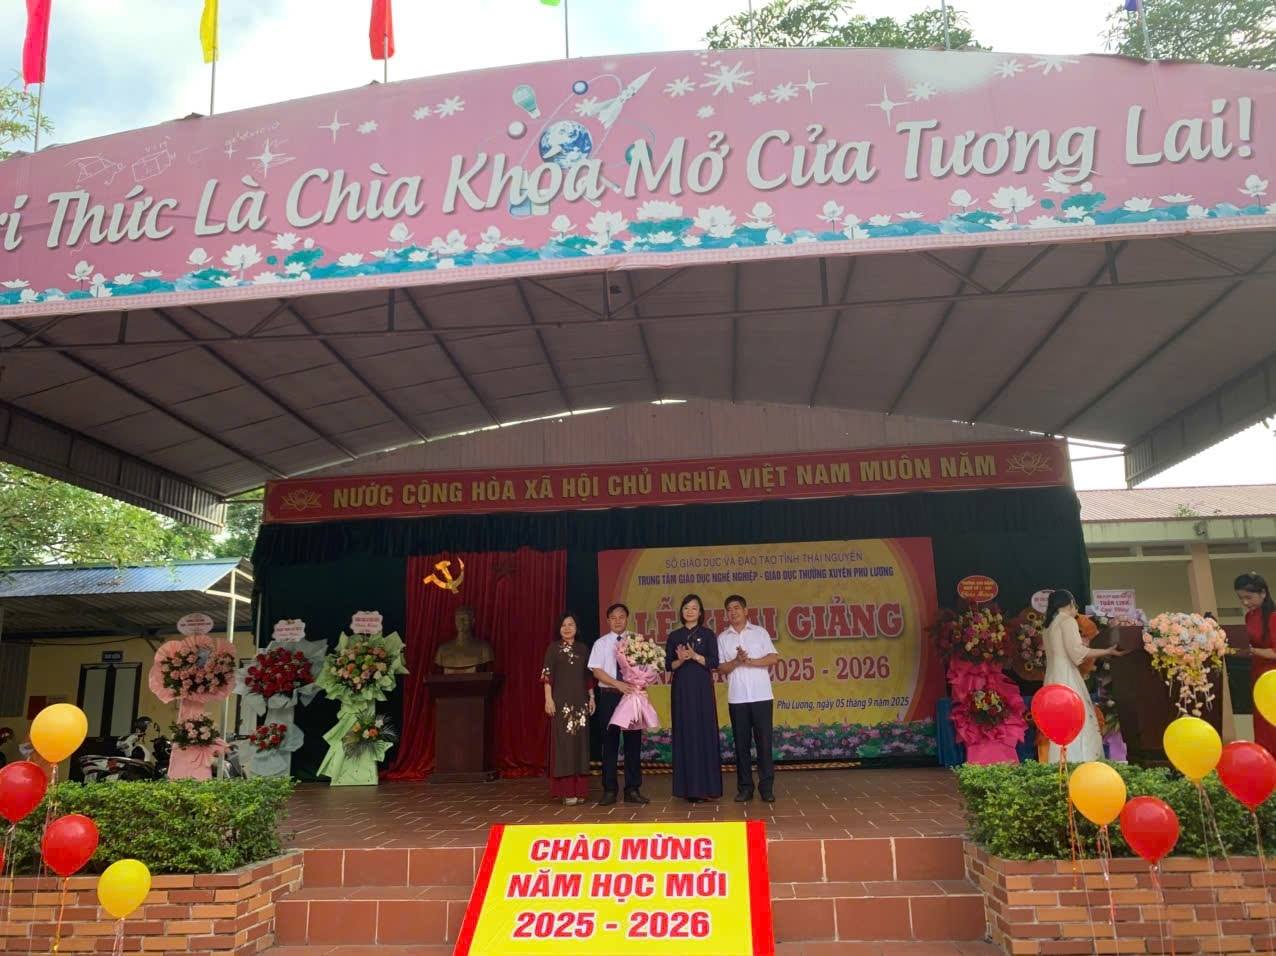 Thức Là Chìa Khóa Mở Cửa Tương Lai!
NƯỚC CỘNG HÒA XÃ HỘI CHỦ NGHĨA VIỆT NAM MUÔN NĂM
SỞ GIÁO DỤC VÀ ĐÀO TẠO TỈNH THÁI NGUYÊN
TRUNG TÂM GIÁO DỤC NGHỀ NGHIỆP - GIÁO DỤC THƯỜNG XUYÊN PHÚ LƯƠNG
LỄ KHAI GIẢNG
2025 - 2026
Phú Lương, ngày 05 tháng 9 năm 2025
TUẤN LINH
CHÀO MỪNG
NĂM HỌC MỚI
2025 - 2026